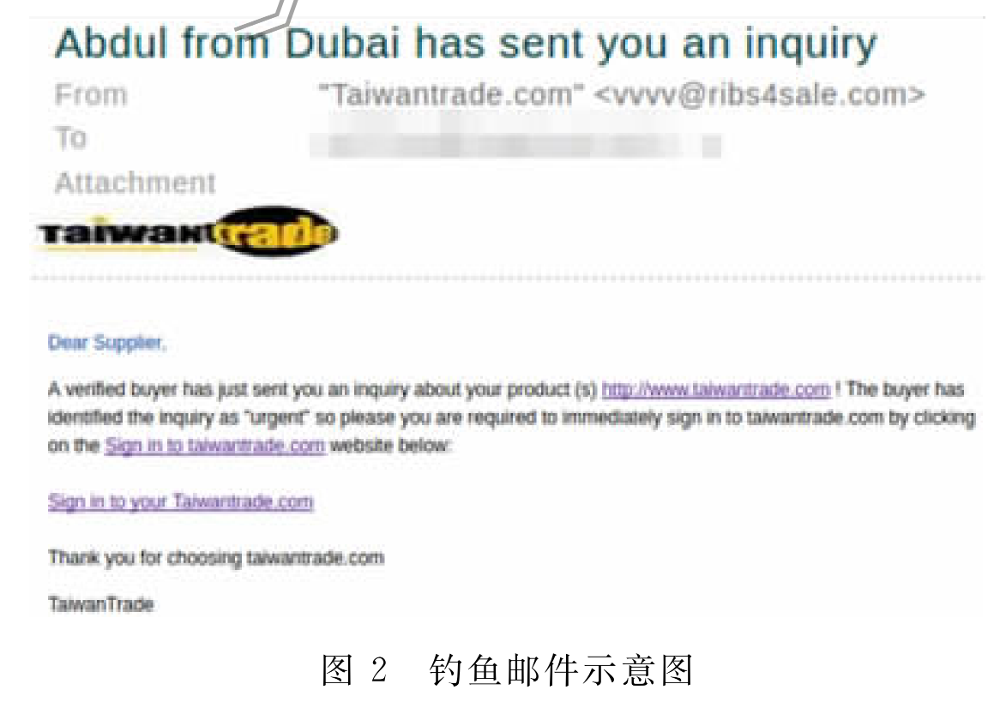 Abdul from Dubai has sent you an inquiry
From "Taiwantrade.com" <vvvv@ribs4sale.com>
To
Attachment
Taiwantrade
Dear Supplier,
A verified buyer has just sent you an inquiry about your product (s) http://www.taiwantrade.com ! The buyer has
identified the inquiry as "urgent" so please you are required to immediately sign in to taiwantrade.com by clicking
on the Sign in to taiwantrade.com website below:
Sign in to your Taiwantrade.com
Thank you for choosing taiwantrade.com
TaiwanTrade
图 2 钓鱼邮件示意图